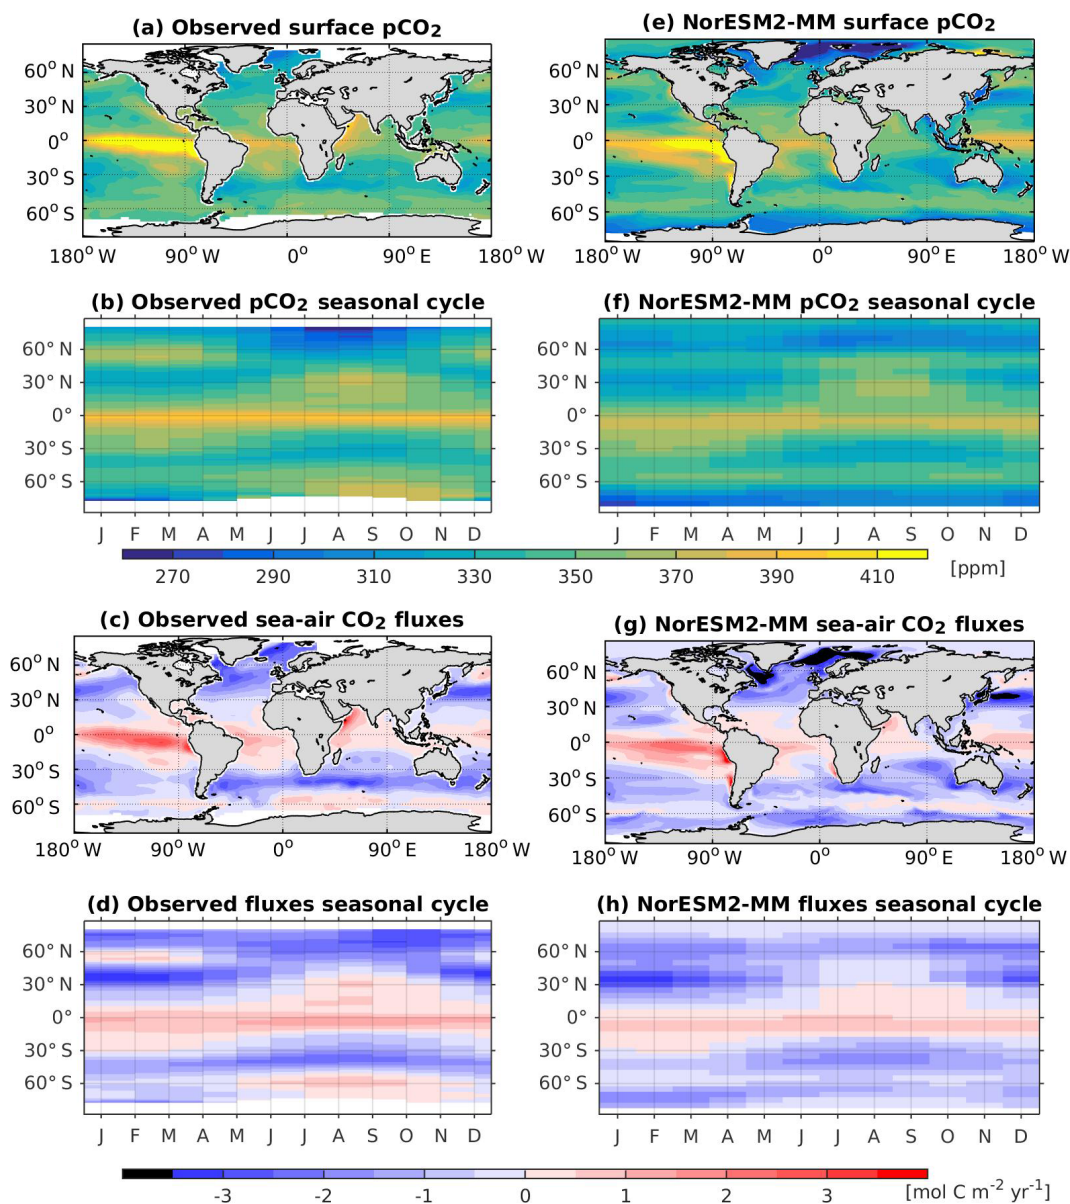 (a) Observed surface pCO₂
60° N
30° N
0°
30° S
60° S
180° W 90° W 0° 90° E 180° W
(e) NorESM2-MM surface pCO₂
60° N
30° N
0°
30° S
60° S
180° W 90° W 0° 90° E 180° W
(b) Observed pCO₂ seasonal cycle
60° N
30° N
0°
30° S
60° S
J F M A M J J A S O N D
(f) NorESM2-MM pCO₂ seasonal cycle
60° N
30° N
0°
30° S
60° S
J F M A M J J A S O N D
270 290 310 330 350 370 390 410 [ppm]
(c) Observed sea-air CO₂ fluxes
60° N
30° N
0°
30° S
60° S
180° W 90° W 0° 90° E 180° W
(g) NorESM2-MM sea-air CO₂ fluxes
60° N
30° N
0°
30° S
60° S
180° W 90° W 0° 90° E 180° W
(d) Observed fluxes seasonal cycle
60° N
30° N
0°
30° S
60° S
J F M A M J J A S O N D
(h) NorESM2-MM fluxes seasonal cycle
60° N
30° N
0°
30° S
60° S
J F M A M J J A S O N D
-3 -2 -1 0 1 2 3 [mol C m⁻² yr⁻¹]